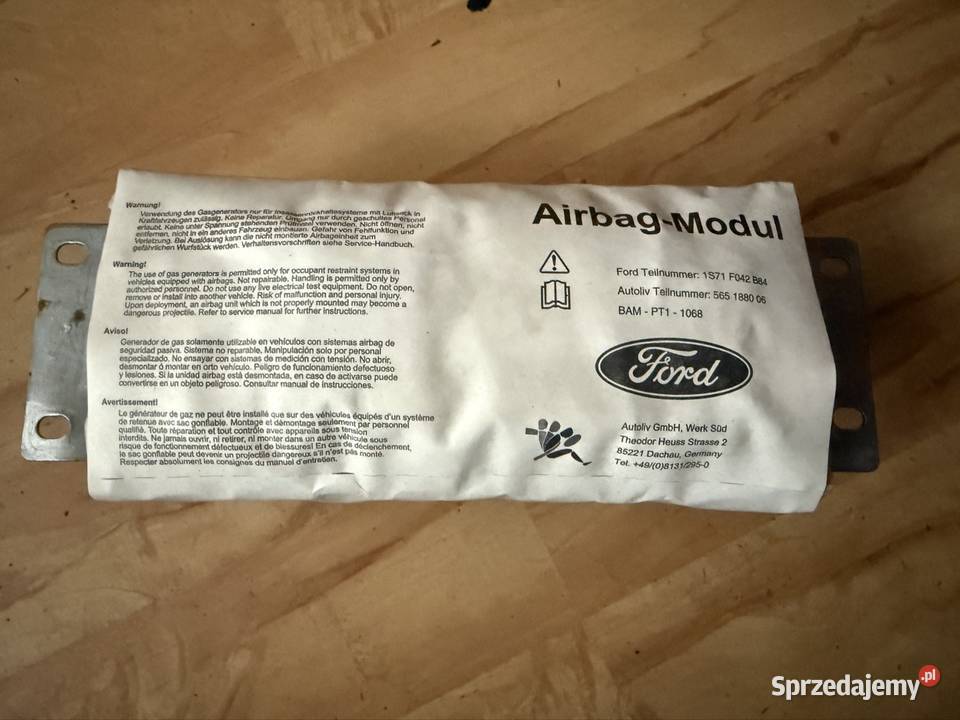 Warnung!
Verwendung des Gasgenerators nur für Insassenrückhaltesysteme mit Luftsack in
Kraftfahrzeugen zulässig. Keine Reparatur. Umgang nur durch geschultes Personal
erlaubt. Keine unter Spannung stehenden Prüfmittel verwenden. Nicht öffnen, nicht
entfernen, nicht in ein anderes Fahrzeug einbauen. Gefahr von Fehlfunktion und
Verletzung. Bei Auslösung kann die nicht montierte Airbageinheit zum
gefährlichen Wurfstück werden. Verhaltensvorschriften siehe Service-Handbuch.
Warning!
The use of gas generators is permitted only for occupant restraint systems in
vehicles equipped with airbags. Not repairable. Handling is permitted only by
authorized personnel. Do not use any live electrical test equipment. Do not open,
remove or install into another vehicle. Risk of malfunction and personal injury.
Upon deployment, an airbag unit which is not properly mounted may become a
dangerous projectile. Refer to service manual for further instructions.
Aviso!
Generador de gas solamente utilizable en vehículos con sistemas airbag de
seguridad pasiva. Sistema no reparable. Manipulación solo por personal
especializado. No ensayar con sistemas de medición con tensión. No abrir,
desmontar ó montar en orto vehículo. Peligro de funcionamiento defectuoso
y lesiones. Si la unidad airbag está desmontada, en caso de activarse puede
convertirse en un objeto peligroso. Consultar manual de instrucciones.
Avertissement!
Le générateur de gaz ne peut être installé que sur des véhicules équipés d'un système
de retenue avec sac gonflable. Montage et démontage seulement par personnel
qualifié. Toute réparation et tout contrôle avec appareils sous tension
interdits. Ne jamais ouvrir, ni retirer, ni monter dans un autre véhicule sous
risque de fonctionnement défectueux et de blessures! En cas de déclenchement,
le sac gonflable peut devenir un projectile dangereux s'il n'est pas monté.
Respecter absolument les consignes du manuel d'entretien.
Airbag-Modul
Ford Teilnummer: 1S71 F042 B84
Autoliv Teilnummer: 565 1880 06
BAM - PT1 - 1068
Ford
Autoliv GmbH, Werk Süd
Theodor Heuss Strasse 2
85221 Dachau, Germany
Tel. +49/(0)8131/295-0
Sprzedajemy.pl